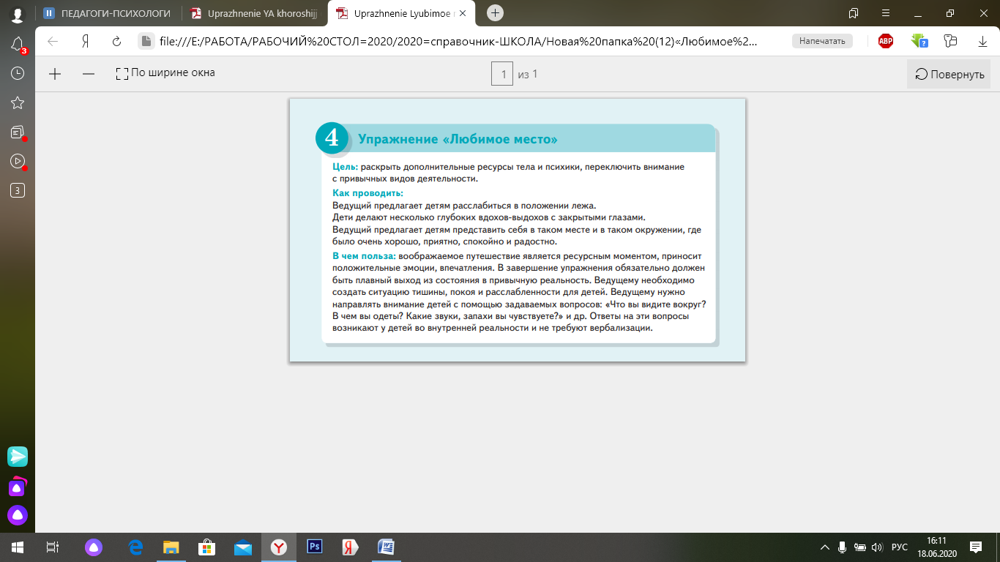 ПЕДАГОГИ-ПСИХОЛОГИ
Uprazhnenie YA khoroshijj
Uprazhnenie Lyubimoe
3
file:///E:/РАБОТА/РАБОЧИЙ%20СТОЛ=2020/2020=справочник-ШКОЛА/Новая%20папка%20(12)«Любимое%2...
Напечатать
ABP
?
По ширине окна
1 из 1
Повернуть
3
4 Упражнение «Любимое место»
Цель: раскрыть дополнительные ресурсы тела и психики, переключить внимание
с привычных видов деятельности.
Как проводить:
Ведущий предлагает детям расслабиться в положении лежа.
Дети делают несколько глубоких вдохов-выдохов с закрытыми глазами.
Ведущий предлагает детям представить себя в таком месте и в таком окружении, где
было очень хорошо, приятно, спокойно и радостно.
В чем польза: воображаемое путешествие является ресурсным моментом, приносит
положительные эмоции, впечатления. В завершение упражнения обязательно должен
быть плавный выход из состояния в привычную реальность. Ведущему необходимо
создать ситуацию тишины, покоя и расслабленности для детей. Ведущему нужно
направлять внимание детей с помощью задаваемых вопросов: «Что вы видите вокруг?
В чем вы одеты? Какие звуки, запахи вы чувствуете?» и др. Ответы на эти вопросы
возникают у детей во внутренней реальности и не требуют вербализации.
Ps
РУС
16:11
18.06.2020